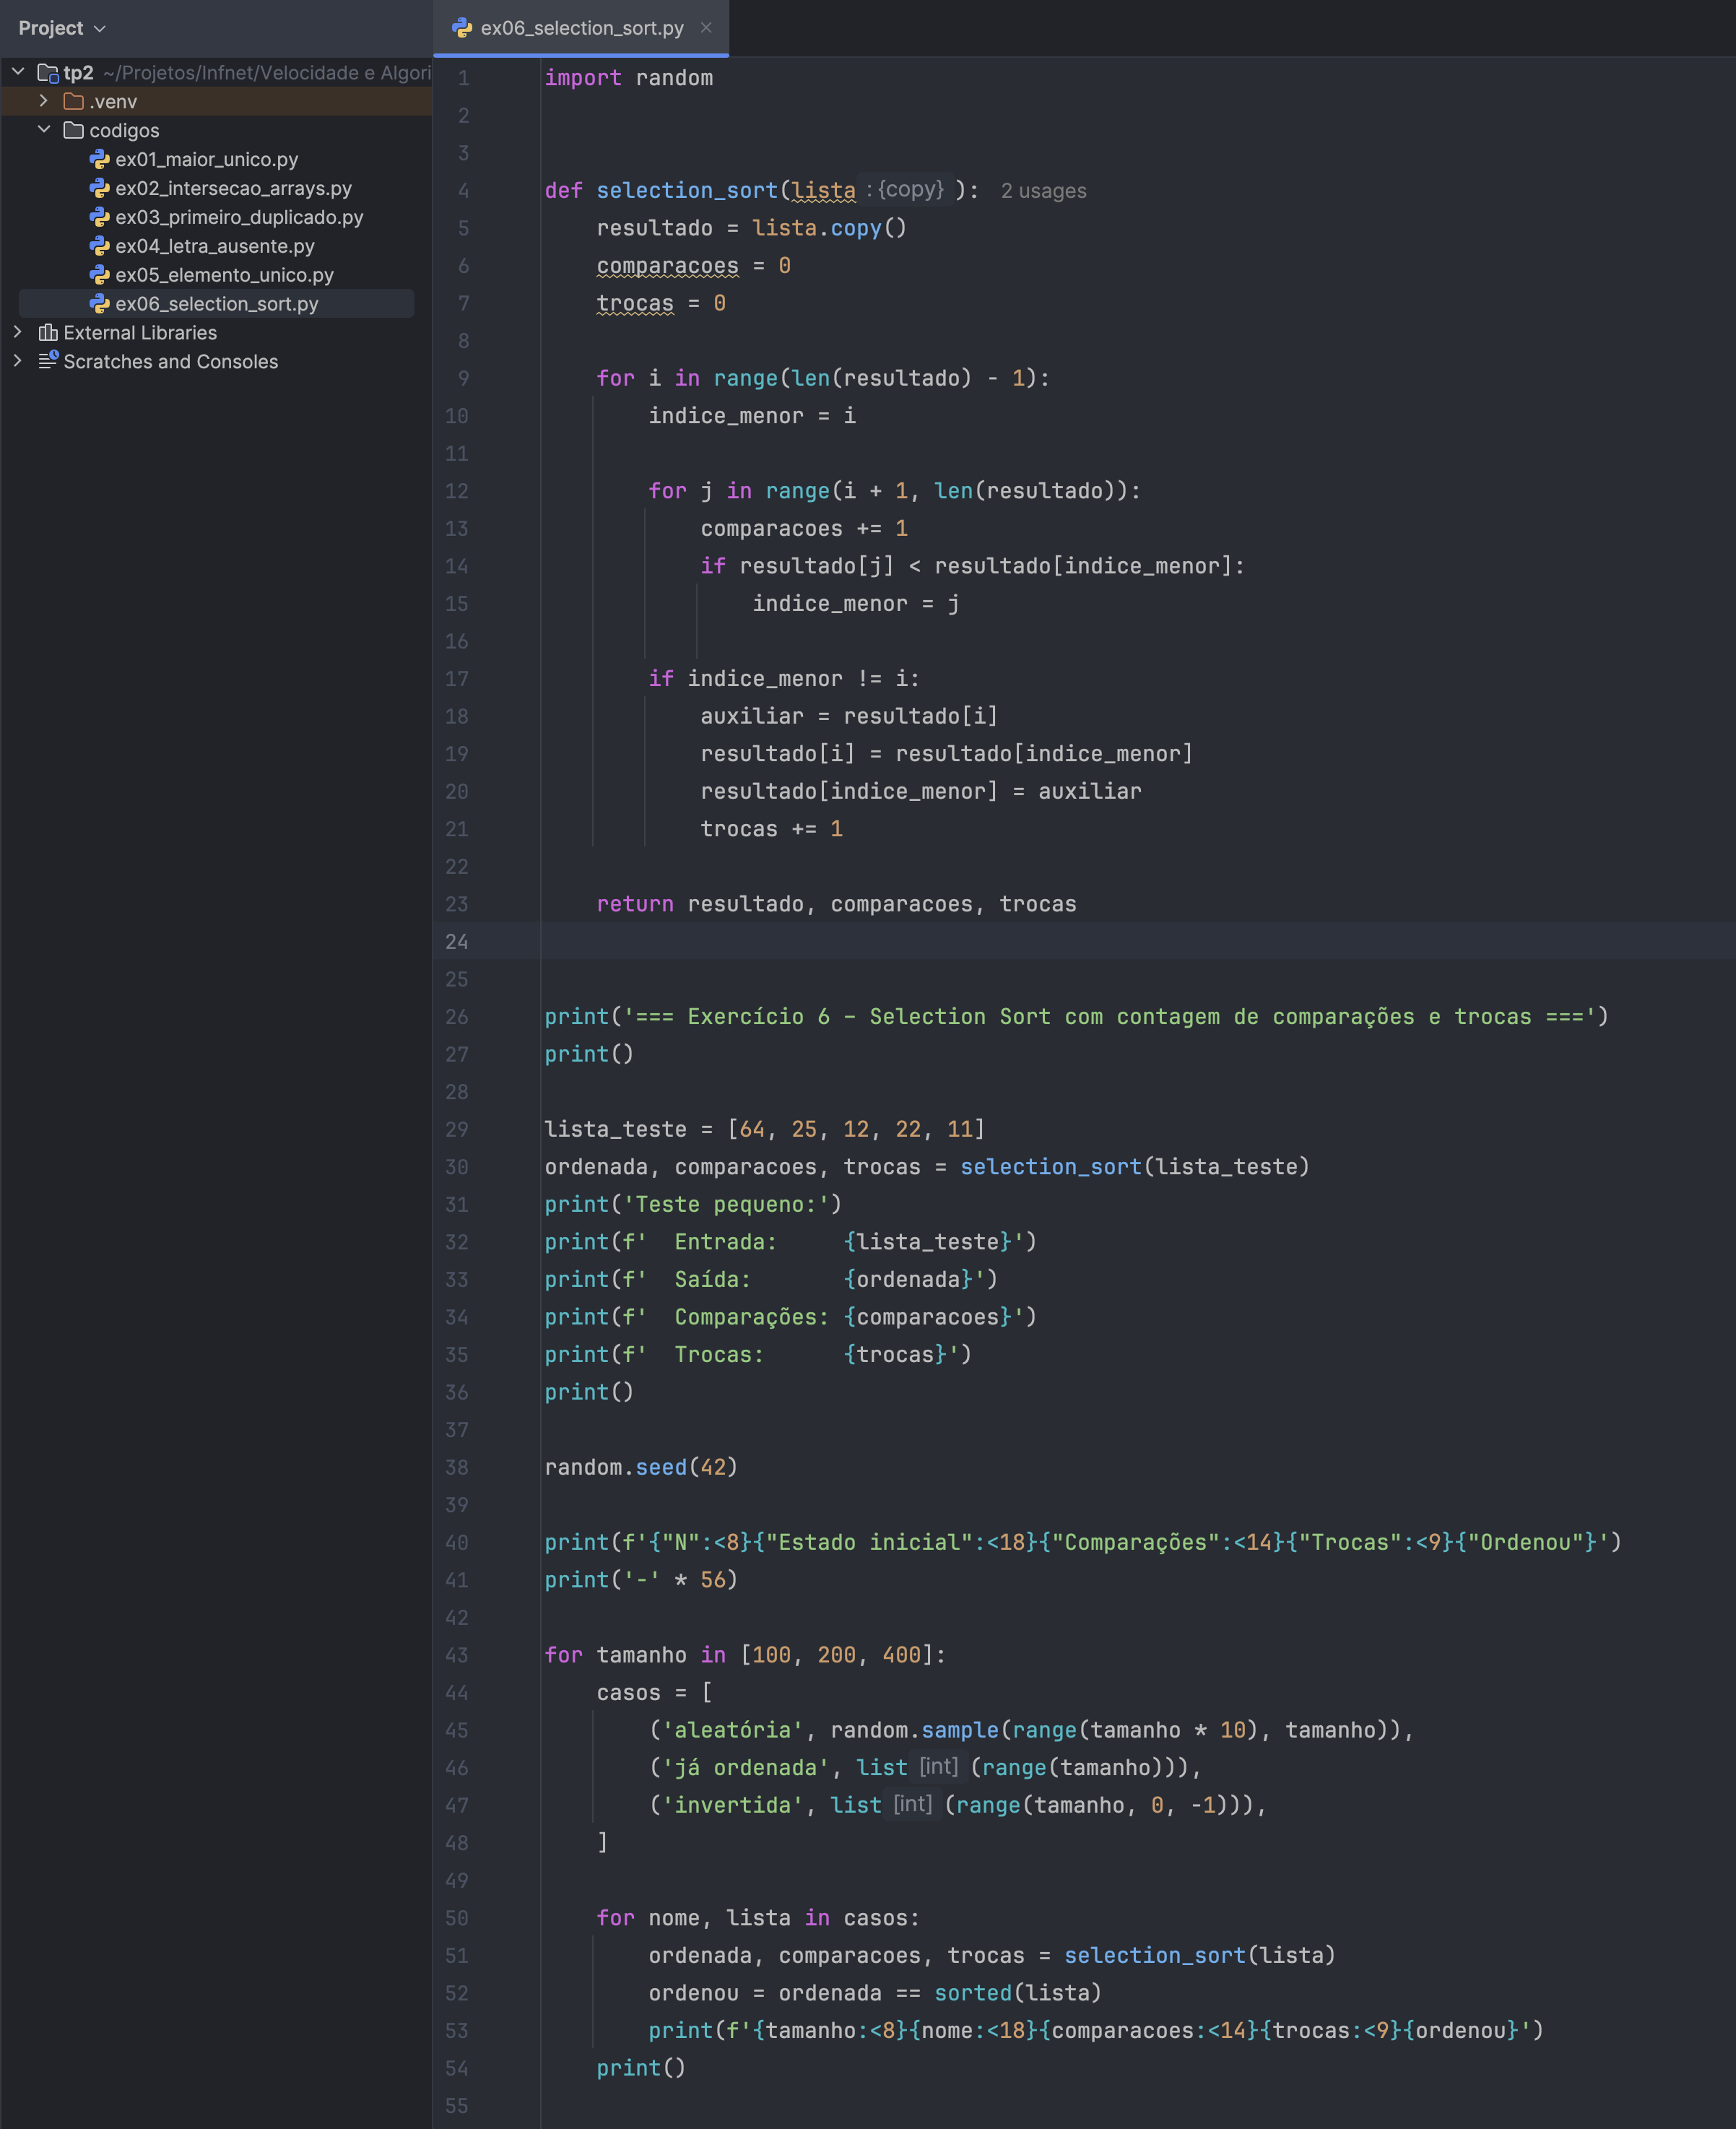 Project
tp2 ~/Projetos/Infnet/Velocidade e Algori
.venv
codigos
ex01_maior_unico.py
ex02_intersecao_arrays.py
ex03_primeiro_duplicado.py
ex04_letra_ausente.py
ex05_elemento_unico.py
ex06_selection_sort.py
External Libraries
Scratches and Consoles
ex06_selection_sort.py
1 import random
2
3
4 def selection_sort(lista : {copy} ): 2 usages
5     resultado = lista.copy()
6     comparacoes = 0
7     trocas = 0
8
9     for i in range(len(resultado) - 1):
10         indice_menor = i
11
12         for j in range(i + 1, len(resultado)):
13             comparacoes += 1
14             if resultado[j] < resultado[indice_menor]:
15                 indice_menor = j
16
17         if indice_menor != i:
18             auxiliar = resultado[i]
19             resultado[i] = resultado[indice_menor]
20             resultado[indice_menor] = auxiliar
21             trocas += 1
22
23     return resultado, comparacoes, trocas
24
25
26 print('=== Exercício 6 – Selection Sort com contagem de comparações e trocas ===')
27 print()
28
29 lista_teste = [64, 25, 12, 22, 11]
30 ordenada, comparacoes, trocas = selection_sort(lista_teste)
31 print('Teste pequeno:')
32 print(f'  Entrada:     {lista_teste}')
33 print(f'  Saída:       {ordenada}')
34 print(f'  Comparações: {comparacoes}')
35 print(f'  Trocas:      {trocas}')
36 print()
37
38 random.seed(42)
39
40 print(f'{"N":<8}{"Estado inicial":<18}{"Comparações":<14}{"Trocas":<9}{"Ordenou"}')
41 print('-' * 56)
42
43 for tamanho in [100, 200, 400]:
44     casos = [
45         ('aleatória', random.sample(range(tamanho * 10), tamanho)),
46         ('já ordenada', list [int] (range(tamanho))),
47         ('invertida', list [int] (range(tamanho, 0, -1))),
48     ]
49
50     for nome, lista in casos:
51         ordenada, comparacoes, trocas = selection_sort(lista)
52         ordenou = ordenada == sorted(lista)
53         print(f'{tamanho:<8}{nome:<18}{comparacoes:<14}{trocas:<9}{ordenou}')
54     print()
55